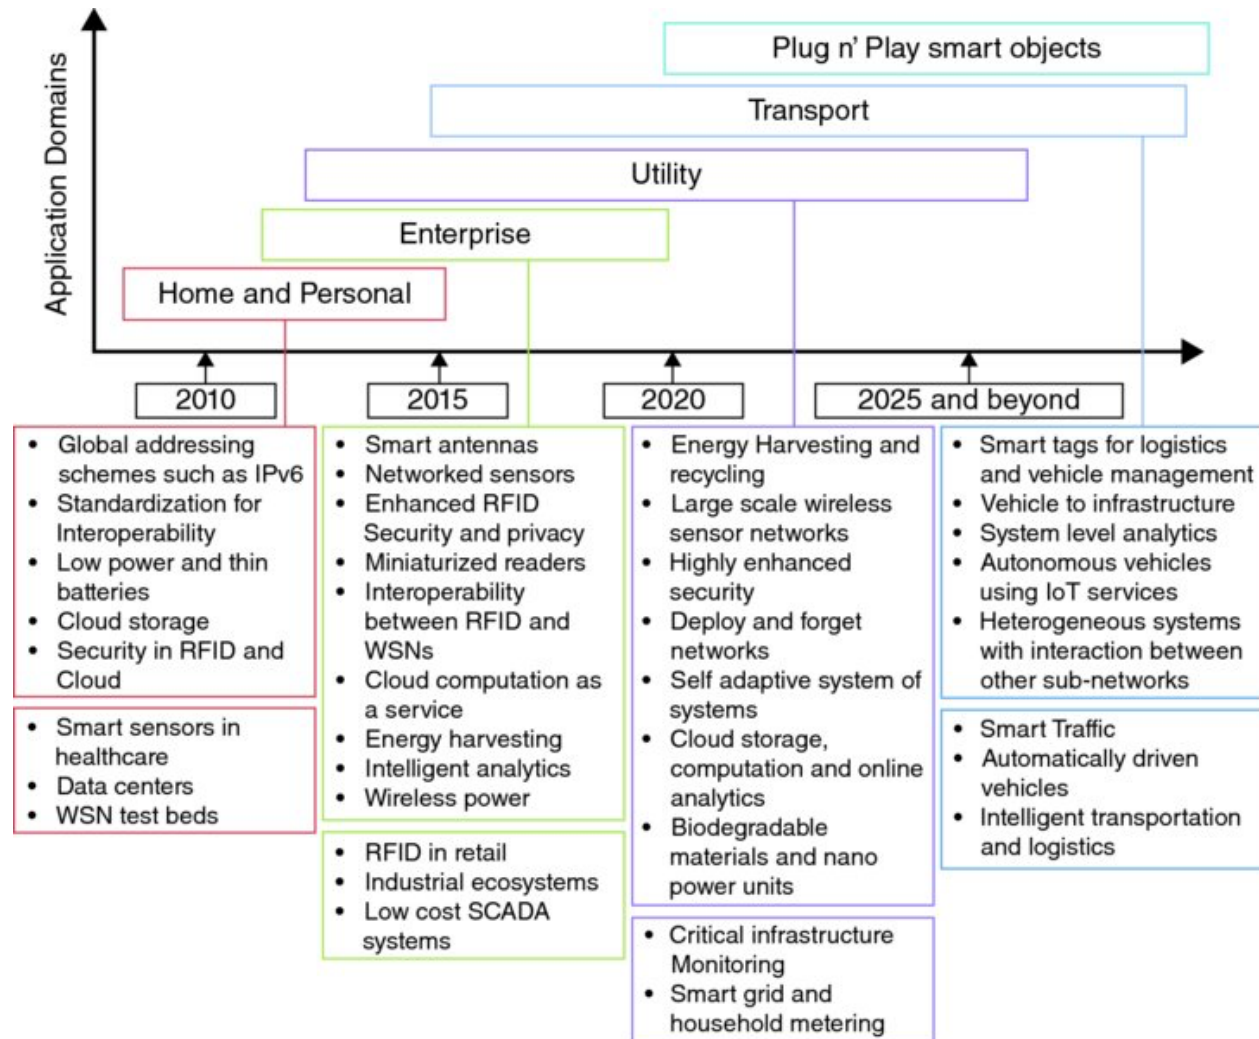 Application Domains
Plug n' Play smart objects
Transport
Utility
Enterprise
Home and Personal
2010
2015
2020
2025 and beyond
• Global addressing
schemes such as IPv6
• Standardization for
Interoperability
• Low power and thin
batteries
• Cloud storage
• Security in RFID and
Cloud
• Smart sensors in
healthcare
• Data centers
• WSN test beds
• Smart antennas
• Networked sensors
• Enhanced RFID
Security and privacy
• Miniaturized readers
• Interoperability
between RFID and
WSNs
• Cloud computation as
a service
• Energy harvesting
• Intelligent analytics
• Wireless power
• RFID in retail
• Industrial ecosystems
• Low cost SCADA
systems
• Energy Harvesting and
recycling
• Large scale wireless
sensor networks
• Highly enhanced
security
• Deploy and forget
networks
• Self adaptive system of
systems
• Cloud storage,
computation and online
analytics
• Biodegradable
materials and nano
power units
• Critical infrastructure
Monitoring
• Smart grid and
household metering
• Smart tags for logistics
and vehicle management
• Vehicle to infrastructure
• System level analytics
• Autonomous vehicles
using IoT services
• Heterogeneous systems
with interaction between
other sub-networks
• Smart Traffic
• Automatically driven
vehicles
• Intelligent transportation
and logistics